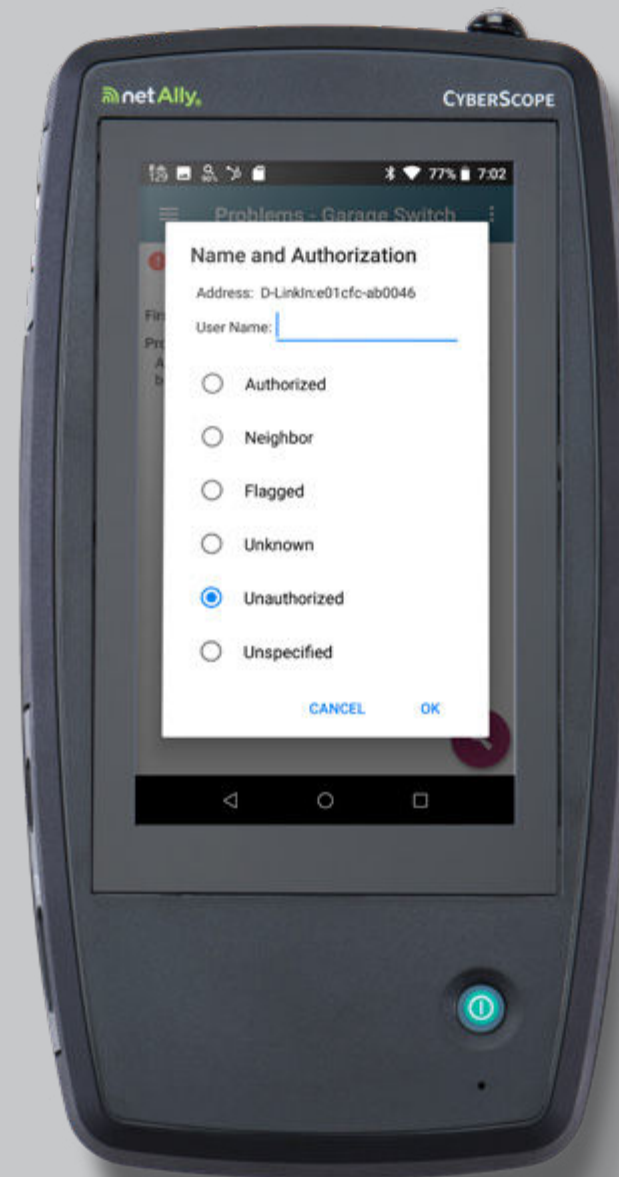 netAlly®
CYBERSCOPE
77% 7:02
Problems - Garage Switch
Name and Authorization
Address: D-LinkIn:e01cfc-ab0046
User Name:
Authorized
Neighbor
Flagged
Unknown
Unauthorized
Unspecified
CANCEL OK